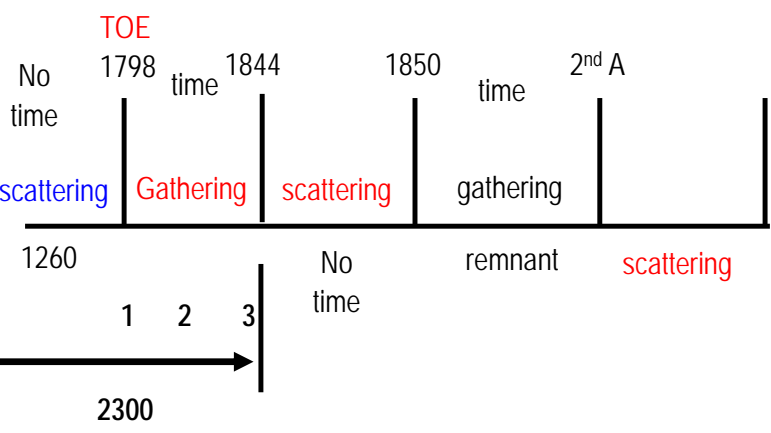 TOE
No time
1798
time
1844
1850
time
2nd A
scattering
Gathering
scattering
gathering
1260
No time
remnant
scattering
1
2
3
2300